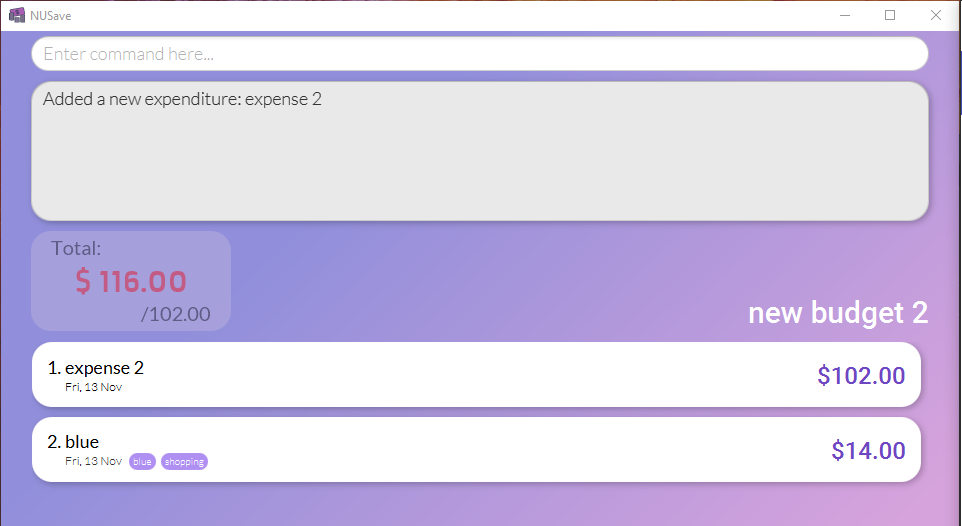 NUSave
Enter command here...
Added a new expenditure: expense 2
Total:
$ 116.00
/102.00
new budget 2
1. expense 2
$102.00
Fri, 13 Nov
2. blue
$14.00
Fri, 13 Nov blue shopping